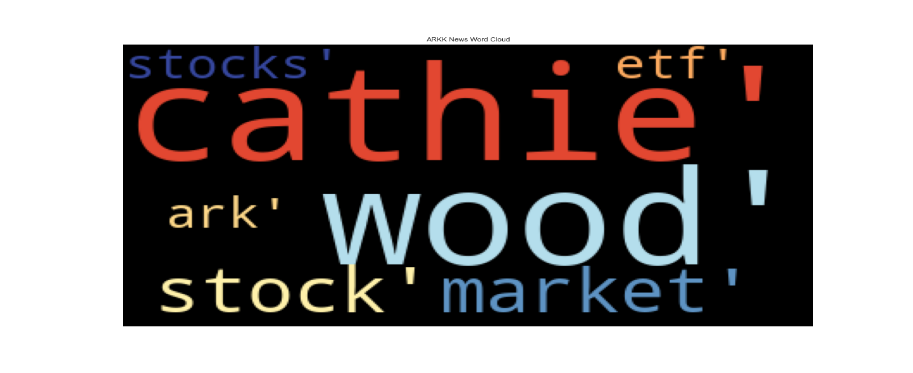 ARKK News Word Cloud
stocks' etf'
cathie'
ark' wood'
stock' market'